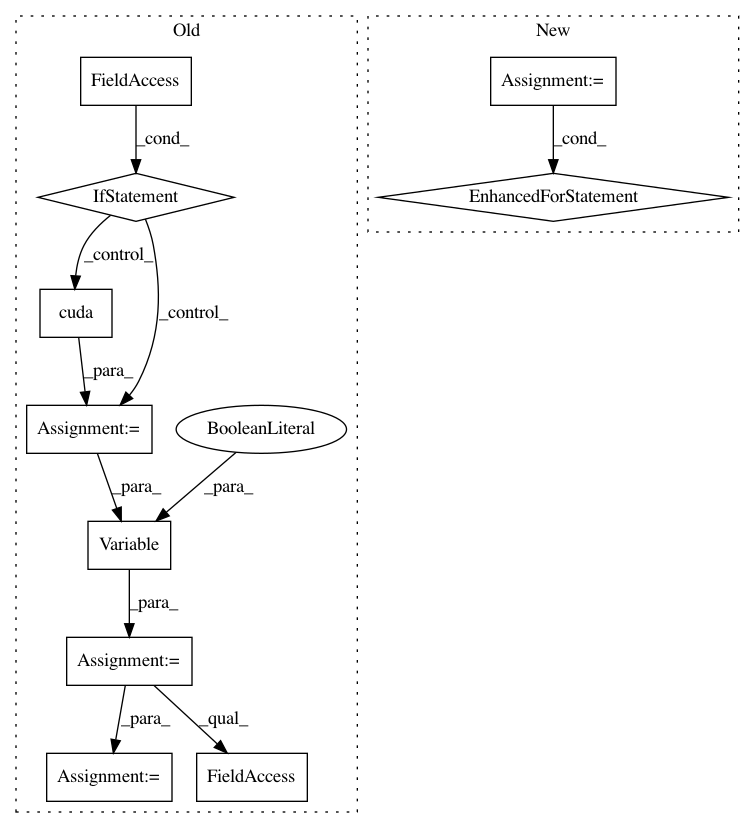 Old
New
FieldAccess
Assignment:=
_cond_
_cond_
IfStatement
EnhancedForStatement
_control_
cuda
_control_
_para_
Assignment:=
BooleanLiteral
_para_
_para_
Variable
_para_
Assignment:=
_para_
_qual_
Assignment:=
FieldAccess